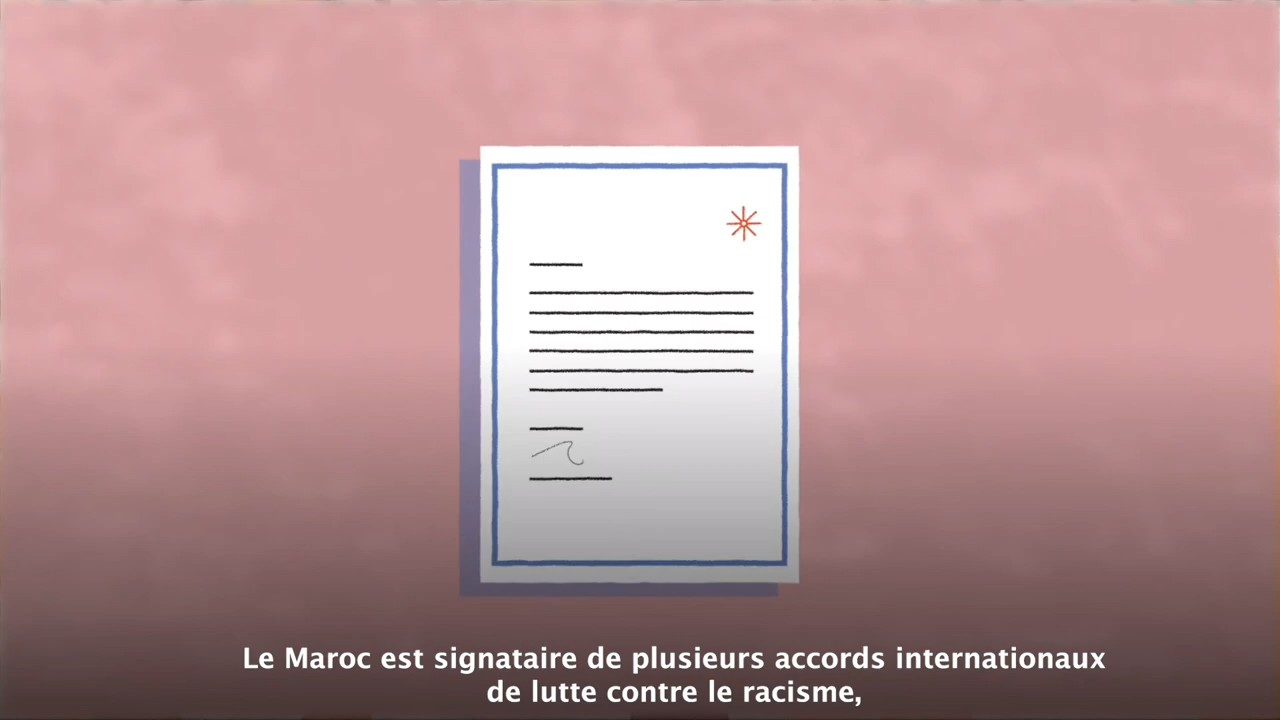 Le Maroc est signataire de plusieurs accords internationaux
de lutte contre le racisme,